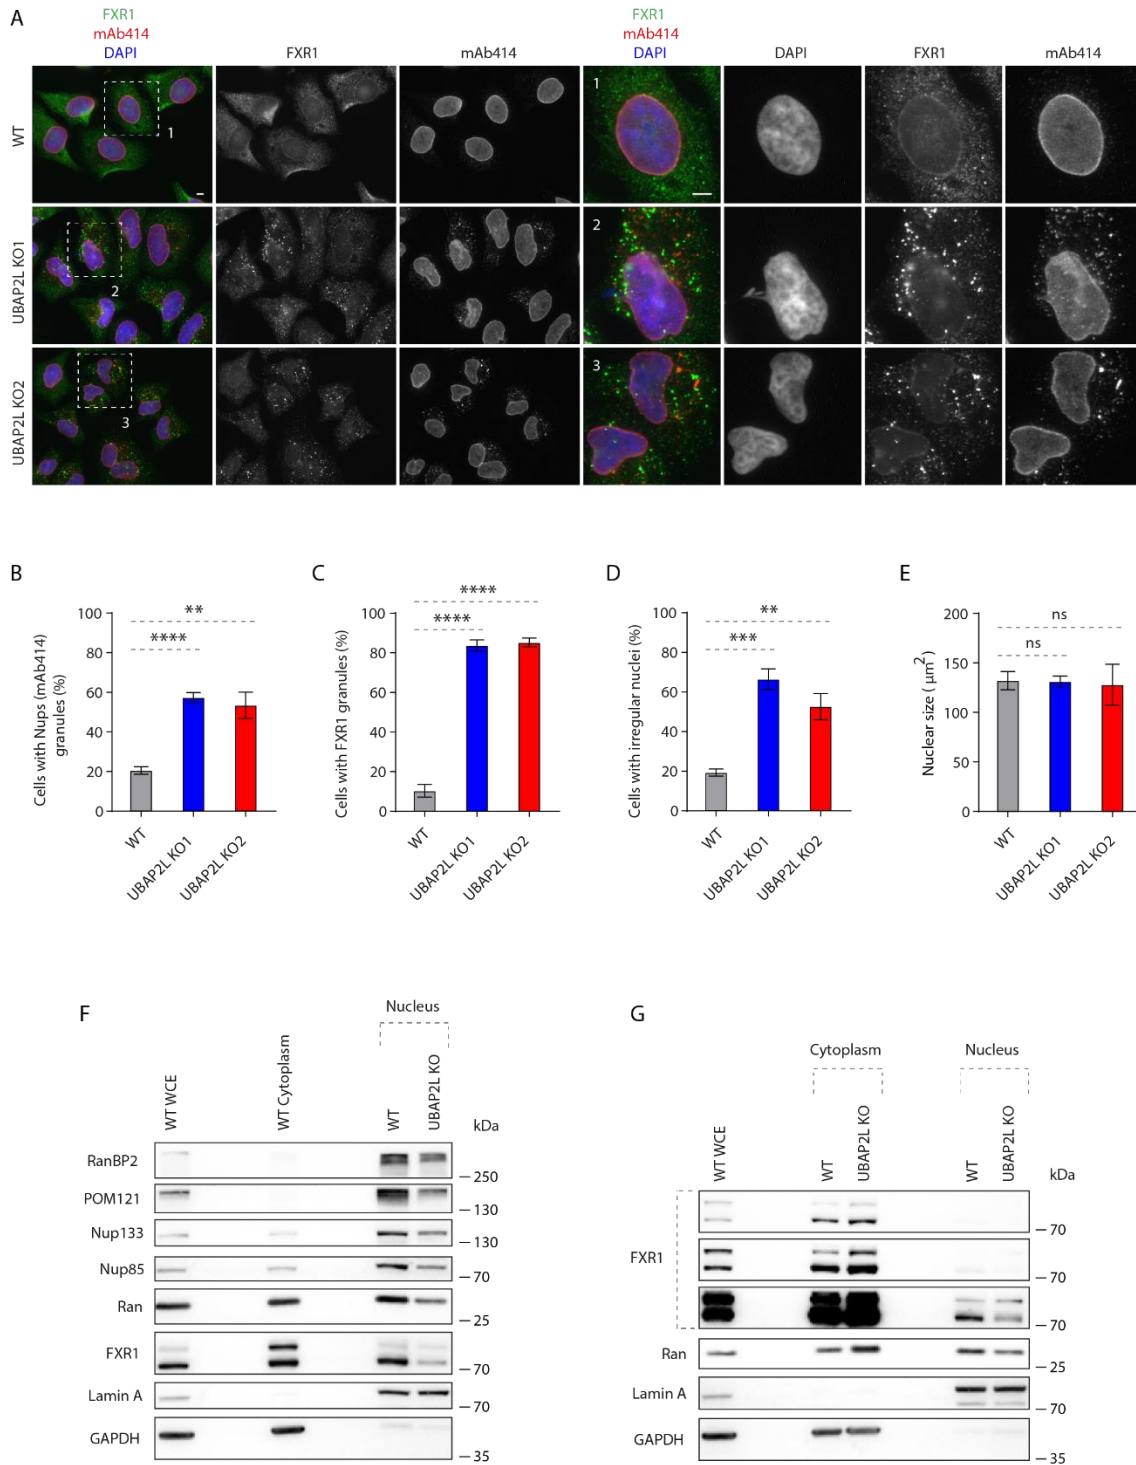 A
FXR1
mAb414
DAPI
FXR1
mAb414
FXR1
mAb414
DAPI
DAPI
FXR1
mAb414
WT
1
1
UBAP2L KO1
2
2
UBAP2L KO2
3
3
B
Cells with Nups (mAb414)
granules (%)
100
80
60
40
20
0
**
****
WT
UBAP2L KO1
UBAP2L KO2
C
Cells with FXR1 granules (%)
100
80
60
40
20
0
****
****
WT
UBAP2L KO1
UBAP2L KO2
D
Cells with irregular nuclei (%)
100
80
60
40
20
0
**
***
WT
UBAP2L KO1
UBAP2L KO2
E
Nuclear size ( µm2)
200
150
100
50
0
ns
ns
WT
UBAP2L KO1
UBAP2L KO2
F
Nucleus
WT WCE
WT Cytoplasm
WT
UBAP2L KO
kDa
RanBP2
250
POM121
130
Nup133
130
Nup85
70
Ran
25
FXR1
70
Lamin A
70
GAPDH
35
G
Cytoplasm
Nucleus
WT WCE
WT
UBAP2L KO
WT
UBAP2L KO
kDa
70
FXR1
70
70
Ran
25
Lamin A
70
GAPDH
35